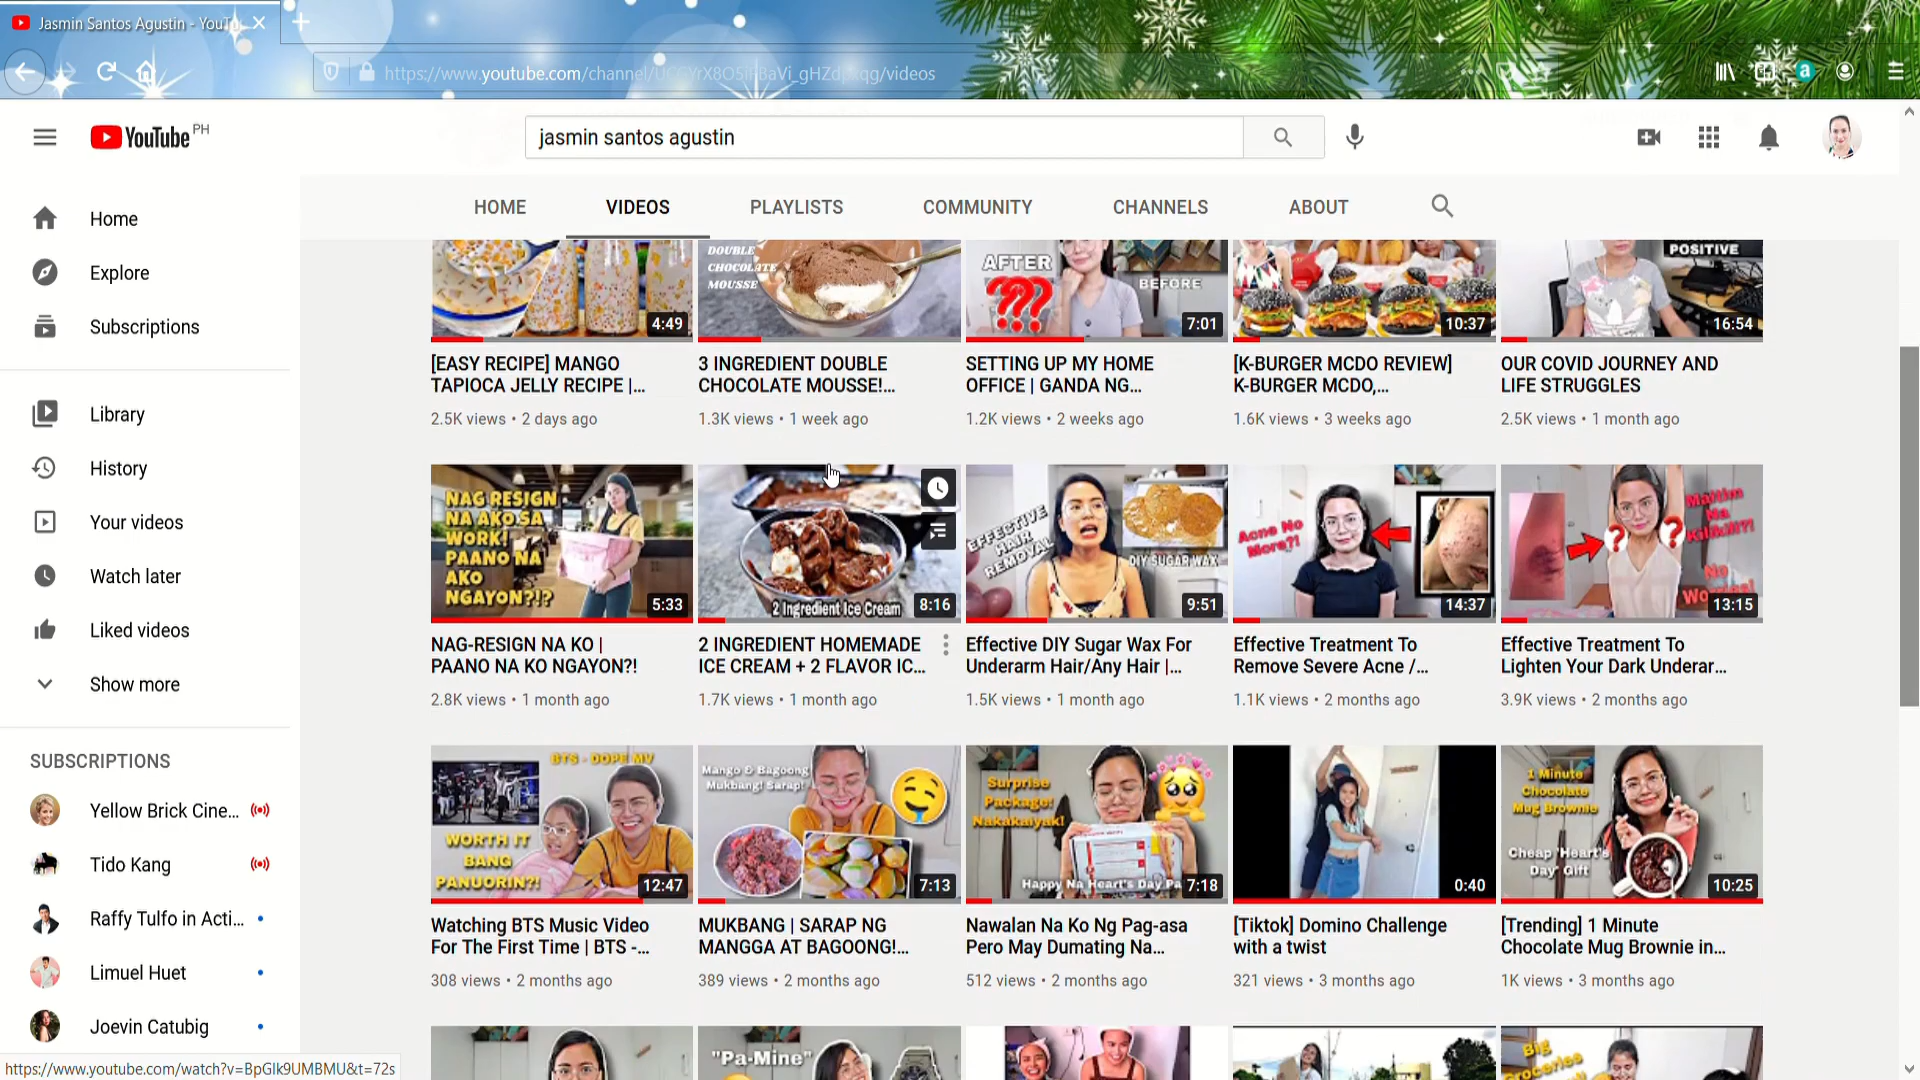 Jasmin Santos Agustin - YouTu
https://www.youtube.com/channel/
/videos
YouTube PH
jasmin santos agustin
HOME
VIDEOS
PLAYLISTS
COMMUNITY
CHANNELS
ABOUT
Home
Explore
Subscriptions
Library
History
Your videos
Watch later
Liked videos
Show more
SUBSCRIPTIONS
Yellow Brick Cine...
Tido Kang
Raffy Tulfo in Acti...
Limuel Huet
Joevin Catubig
4:49
[EASY RECIPE] MANGO
TAPIOCA JELLY RECIPE |...
2.5K views • 2 days ago
DOUBLE
CHOCOLATE
MOUSSE
3 INGREDIENT DOUBLE
CHOCOLATE MOUSSE!...
1.3K views • 1 week ago
AFTER
???
BEFORE
7:01
SETTING UP MY HOME
OFFICE | GANDA NG...
1.2K views • 2 weeks ago
10:37
[K-BURGER MCDO REVIEW]
K-BURGER MCDO,...
1.6K views • 3 weeks ago
POSITIVE
16:54
OUR COVID JOURNEY AND
LIFE STRUGGLES
2.5K views • 1 month ago
NAG RESIGN
NA AKO SA
WORK!
PAANO NA
AKO
NGAYON?!?
5:33
NAG-RESIGN NA KO |
PAANO NA KO NGAYON?!
2.8K views • 1 month ago
2 Ingredient Ice Cream
8:16
2 INGREDIENT HOMEMADE
ICE CREAM + 2 FLAVOR IC...
1.7K views • 1 month ago
EFFECTIVE
HAIR
REMOVAL
DIY SUGAR WAX
9:51
Effective DIY Sugar Wax For
Underarm Hair/Any Hair |...
1.5K views • 1 month ago
Acne No
More?!
14:37
Effective Treatment To
Remove Severe Acne /...
1.1K views • 2 months ago
Maitim
Na
Kilikili?!
No
13:15
Effective Treatment To
Lighten Your Dark Underar...
3.9K views • 2 months ago
BTS - DOPE MV
WORTH IT
BANG
PANUORIN?!
12:47
Watching BTS Music Video
For The First Time | BTS -...
308 views • 2 months ago
Mango & Bagoong
Mukbang! Sarap!
7:13
MUKBANG | SARAP NG
MANGGA AT BAGOONG!...
389 views • 2 months ago
Surprise
Package!
Nakakaiyak!
Happy Na Heart's Day Pa
7:18
Nawalan Na Ko Ng Pag-asa
Pero May Dumating Na...
512 views • 2 months ago
0:40
[Tiktok] Domino Challenge
with a twist
321 views • 3 months ago
1 Minute
Chocolate
Mug Brownie
Cheap 'Heart's
Day' Gift
10:25
[Trending] 1 Minute
Chocolate Mug Brownie in...
1K views • 3 months ago
"Pa-Mine"
Big
Groceries
https://www.youtube.com/watch?v=BpGlk9UMBMU&t=72s